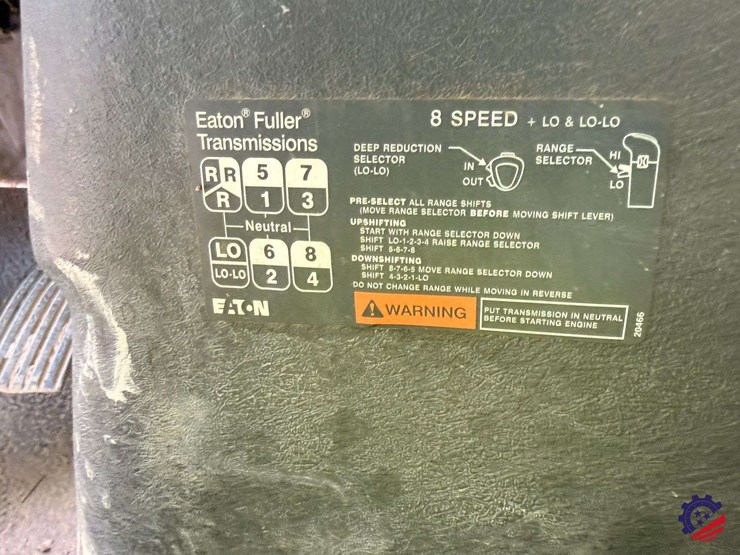 Eaton® Fuller®
Transmissions
8 SPEED + LO & LO-LO
R R 5 7
R 1 3
Neutral
LO 6 8
LO-LO 2 4
EATON
DEEP REDUCTION
SELECTOR
(LO-LO)
IN
OUT
RANGE
SELECTOR
HI
LO
PRE-SELECT ALL RANGE SHIFTS
(MOVE RANGE SELECTOR BEFORE MOVING SHIFT LEVER)
UPSHIFTING
START WITH RANGE SELECTOR DOWN
SHIFT LO-1-2-3-4 RAISE RANGE SELECTOR
SHIFT 5-6-7-8
DOWNSHIFTING
SHIFT 8-7-6-5 MOVE RANGE SELECTOR DOWN
SHIFT 4-3-2-1-LO
DO NOT CHANGE RANGE WHILE MOVING IN REVERSE
WARNING
PUT TRANSMISSION IN NEUTRAL
BEFORE STARTING ENGINE
20466